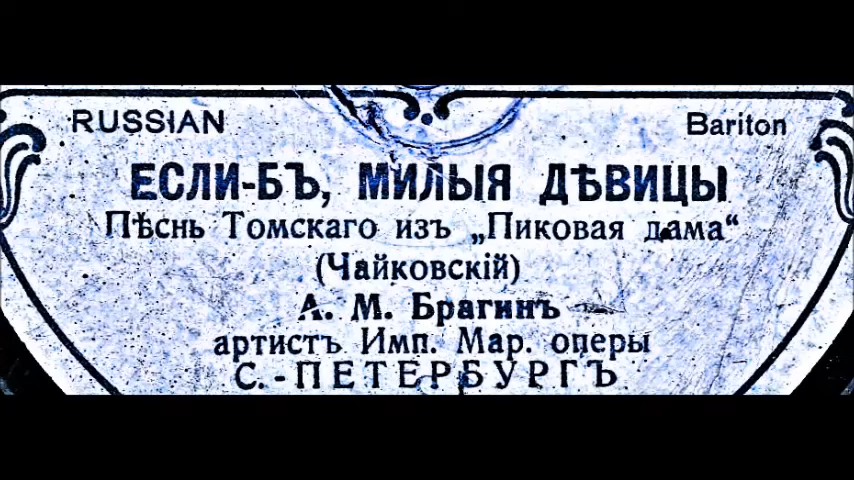 RUSSIAN Bariton
ЕСЛИ-БЪ, МИЛЫЯ ДѢВИЦЫ
Пѣснь Томскаго изъ „Пиковая дама“
(Чайковскій)
А. М. Брагинъ
артистъ Имп. Мар. оперы
С.-ПЕТЕРБУРГЪ